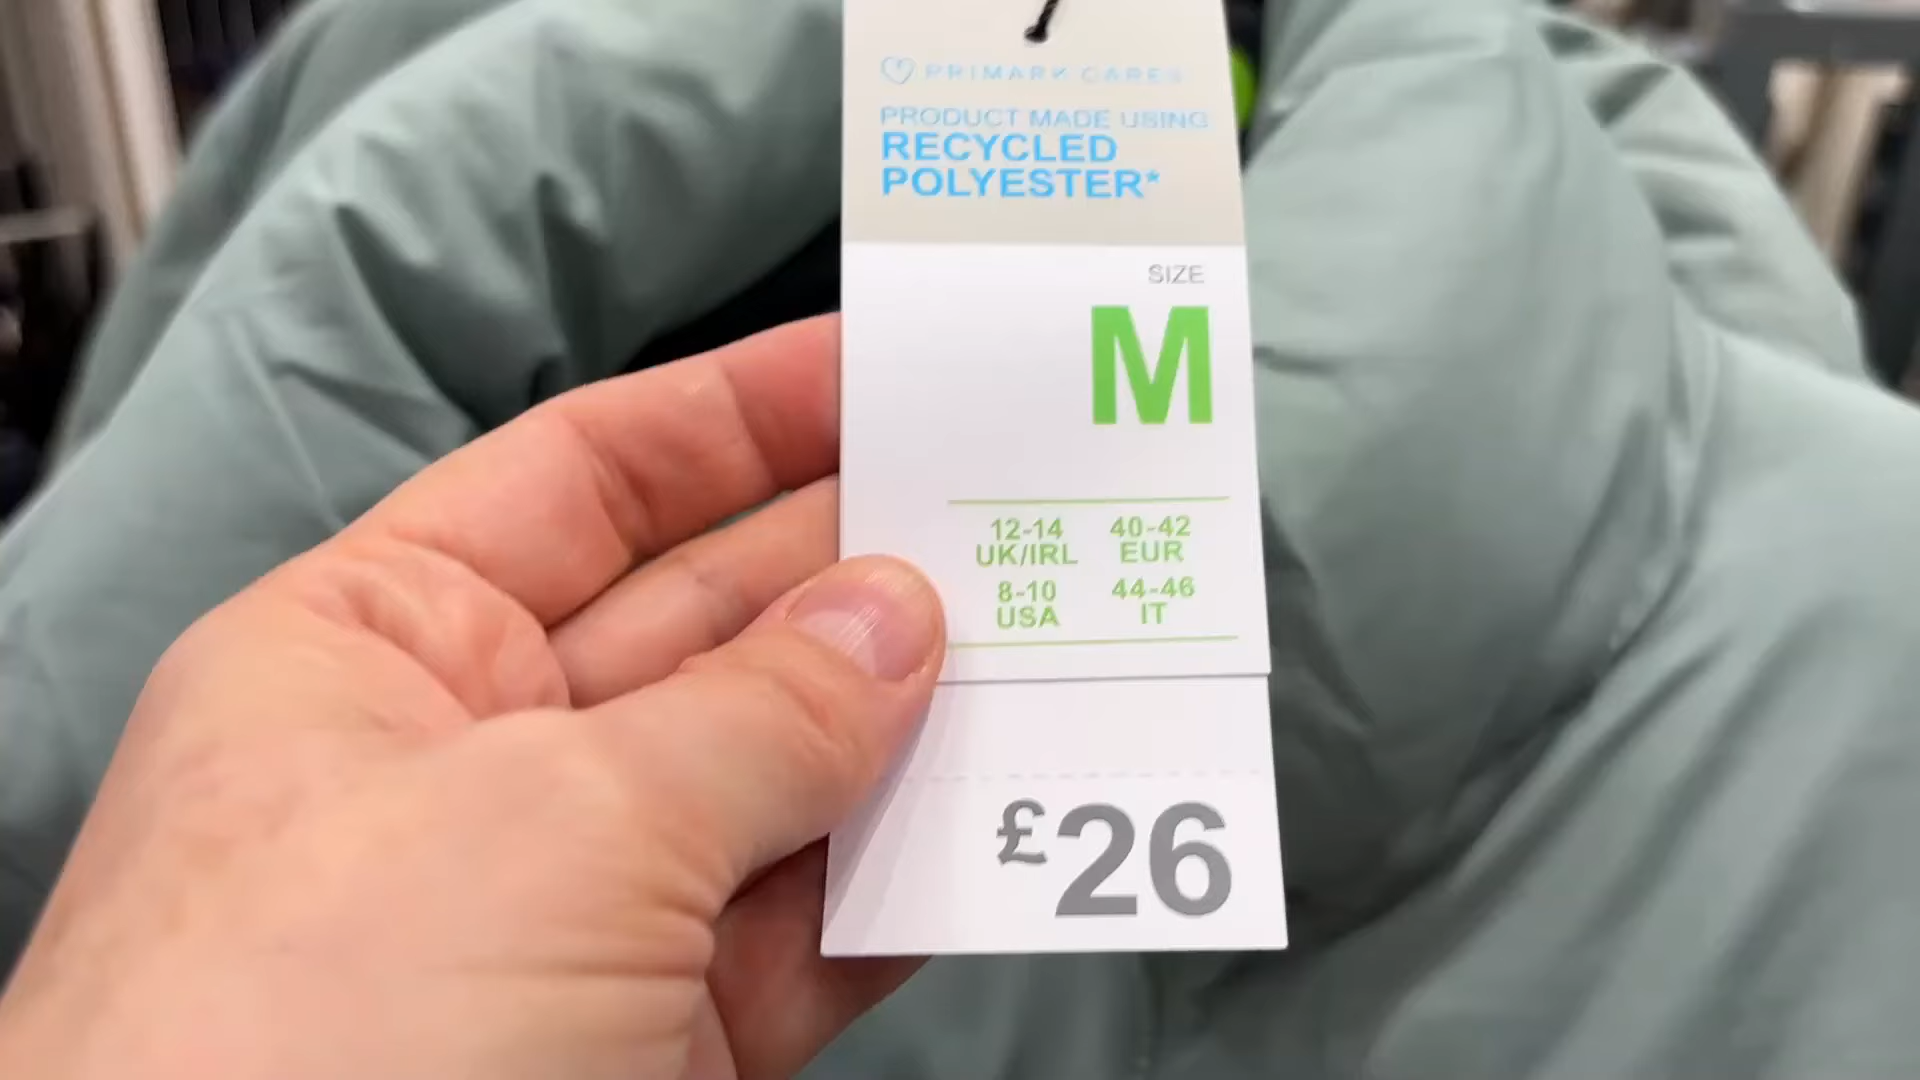 PRIMARK CARES
PRODUCT MADE USING
RECYCLED
POLYESTER*
SIZE
M
12-14 40-42
UK/IRL EUR
8-10 44-46
USA IT
£26